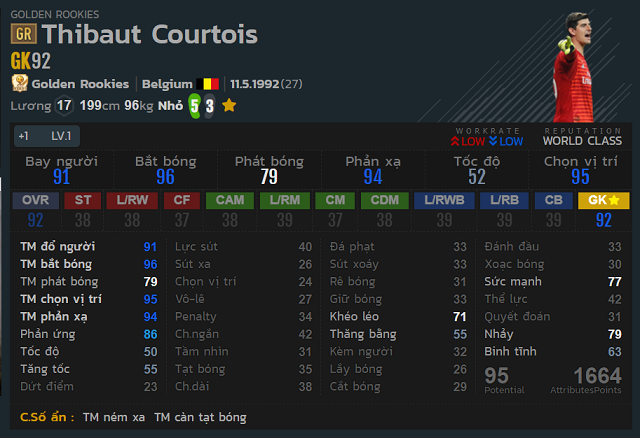 GOLDEN ROOKIES
GR Thibaut Courtois
GK92
Golden Rookies Belgium 11.5.1992(27)
Lương 17 199cm 96kg Nhỏ 5 3
+1 LV.1
WORKRATE REPUTATION
LOW LOW WORLD CLASS
Bay người Bắt bóng Phát bóng Phản xạ Tốc độ Chọn vị trí
91 96 79 94 52 95
OVR ST L/RW CF CAM L/RM CM CDM L/RWB L/RB CB GK
92 38 38 37 38 39 38 38 39 39 39 92
TM đổ người 91 Lực sút 40 Đá phạt 33 Đánh đầu 33
TM bắt bóng 96 Sút xa 26 Sút xoáy 33 Xoạc bóng 30
TM phát bóng 79 Chọn vị trí 24 Rê bóng 31 Sức mạnh 77
TM chọn vị trí 95 Vô-lê 27 Giữ bóng 33 Thể lực 42
TM phản xạ 94 Penalty 34 Khéo léo 71 Quyết đoán 31
Phản ứng 86 Ch.ngắn 42 Thăng bằng 55 Nhảy 79
Tốc độ 50 Tầm nhìn 31 Kèm người 32 Bình tĩnh 63
Tăng tốc 55 Tạt bóng 35 Lấy bóng 26 95 1664
Dứt điểm 23 Ch.dài 38 Cắt bóng 29 Potential AttributesPoints
C.Số ẩn : TM ném xa TM càn tạt bóng